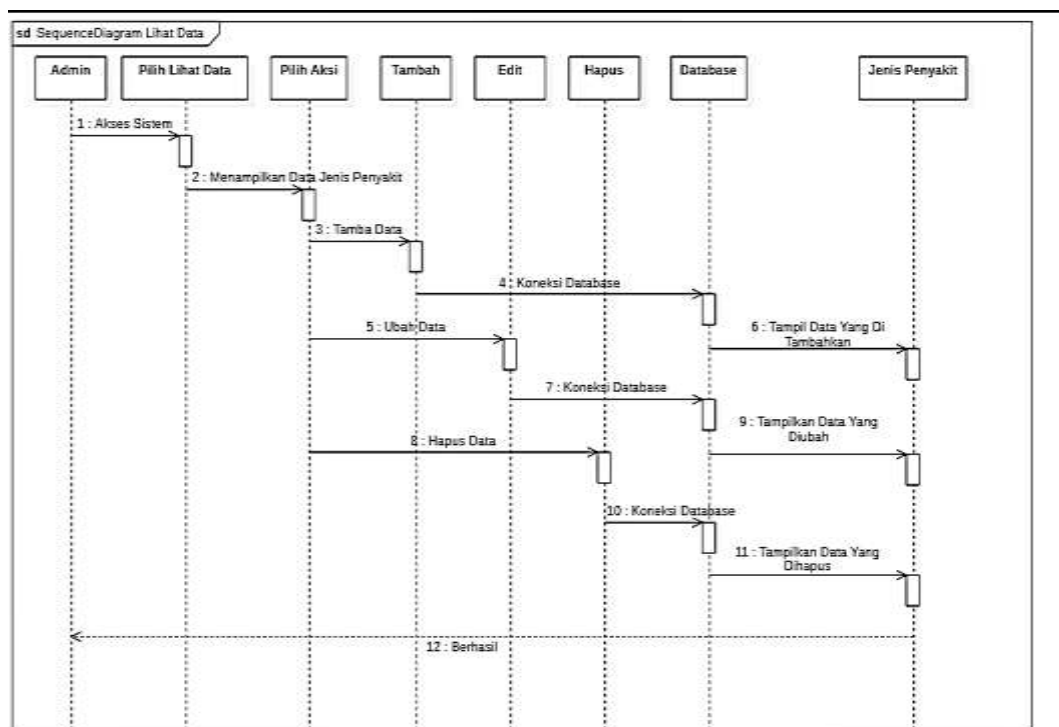 sd SequenceDiagram Lihat Data
Admin
Pilih Lihat Data
Pilih Aksi
Tambah
Edit
Hapus
Database
Jenis Penyakit
1 : Akses Sistem
2 : Menampilkan Data Jenis Penyakit
3 : Tamba Data
4 : Koneksi Database
5 : Ubah Data
6 : Tampil Data Yang Di
Tambahkan
7 : Koneksi Database
9 : Tampilkan Data Yang
Diubah
8 : Hapus Data
10 : Koneksi Database
11 : Tampilkan Data Yang
Dihapus
12 : Berhasil